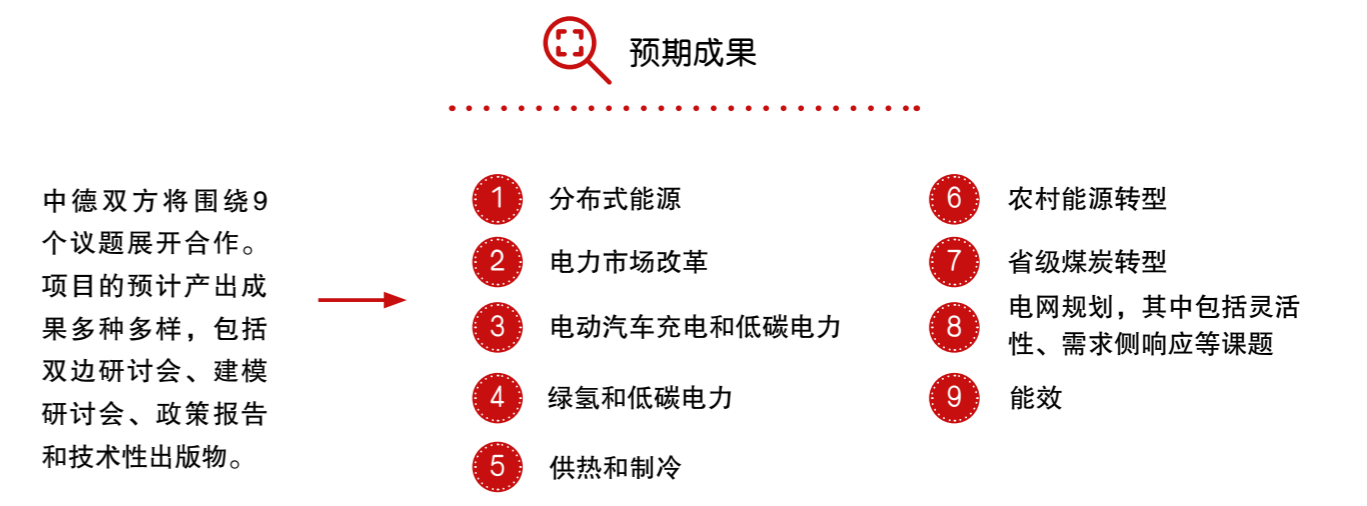 预期成果
中德双方将围绕9
个议题展开合作。
项目的预计产出成
果多种多样，包括
双边研讨会、建模
研讨会、政策报告
和技术性出版物。
1 分布式能源
2 电力市场改革
3 电动汽车充电和低碳电力
4 绿氢和低碳电力
5 供热和制冷
6 农村能源转型
7 省级煤炭转型
8 电网规划，其中包括灵活
性、需求侧响应等课题
9 能效